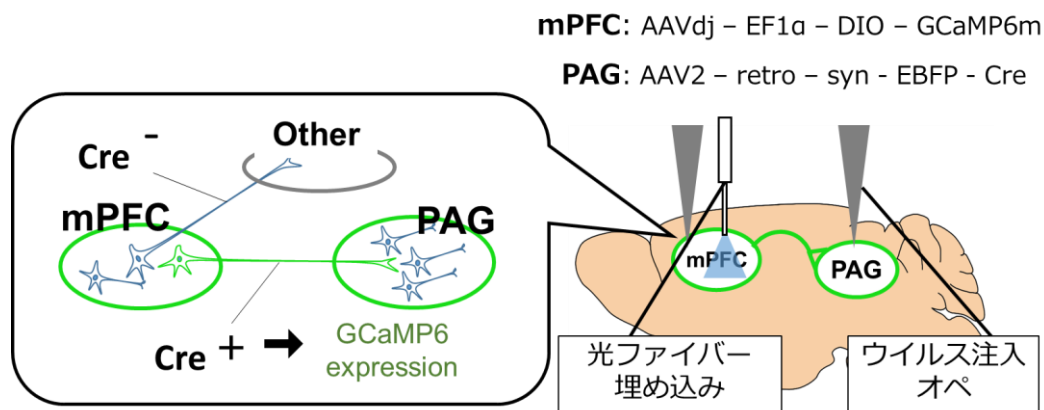 mPFC: AAVdj – EF1α – DIO – GCaMP6m
PAG: AAV2 – retro – syn - EBFP - Cre
Cre -
Other
mPFC
PAG
Cre +
GCaMP6
expression
mPFC
PAG
光ファイバー
埋め込み
ウイルス注入
オペ